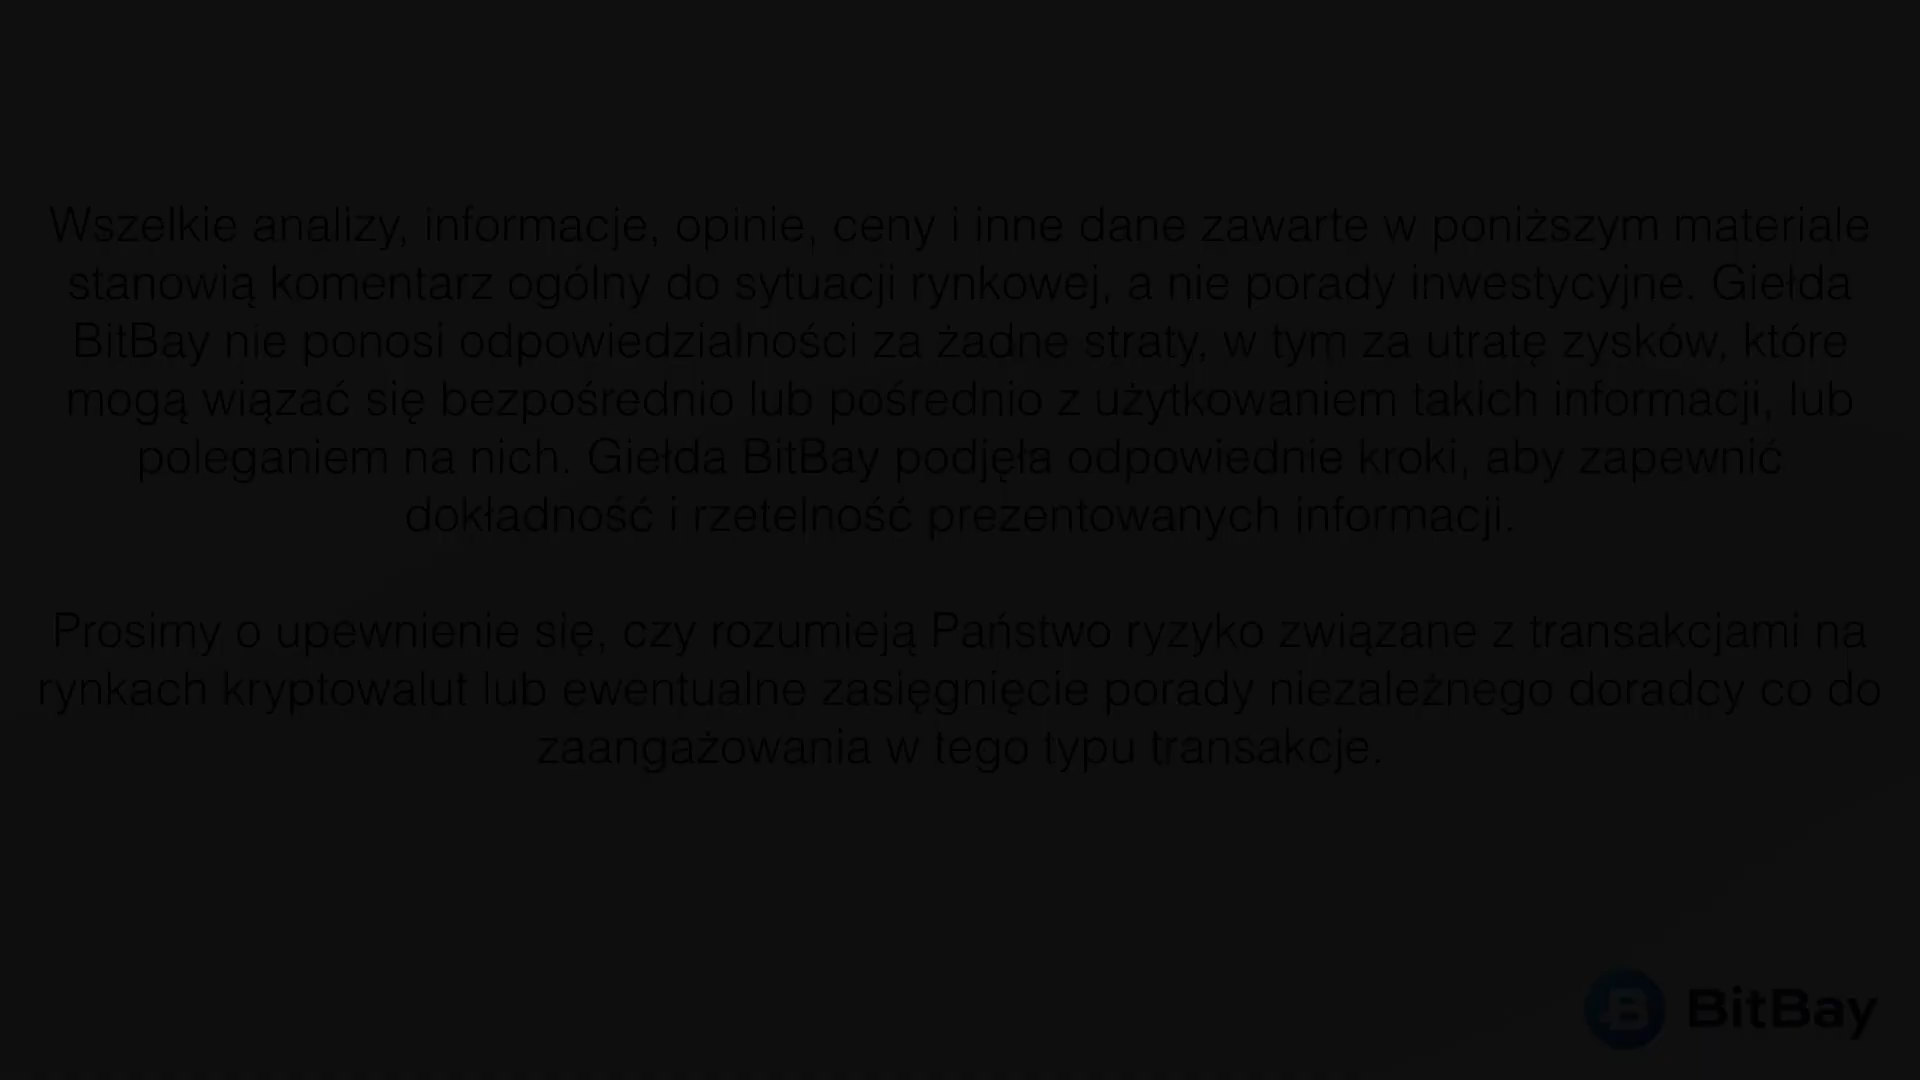 Wszelkie analizy, informacje, opinie, ceny i inne dane zawarte w poniższym materiale
stanowią komentarz ogólny do sytuacji rynkowej, a nie porady inwestycyjne. Giełda
BitBay nie ponosi odpowiedzialności za żadne straty, w tym za utratę zysków, które
mogą wiązać się bezpośrednio lub pośrednio z użytkowaniem takich informacji, lub
poleganiem na nich. Giełda BitBay podjęła odpowiednie kroki, aby zapewnić
dokładność i rzetelność prezentowanych informacji.
Prosimy o upewnienie się, czy rozumieją Państwo ryzyko związane z transakcjami na
rynkach kryptowalut lub ewentualne zasięgnięcie porady niezależnego doradcy co do
zaangażowania w tego typu transakcje.
BitBay